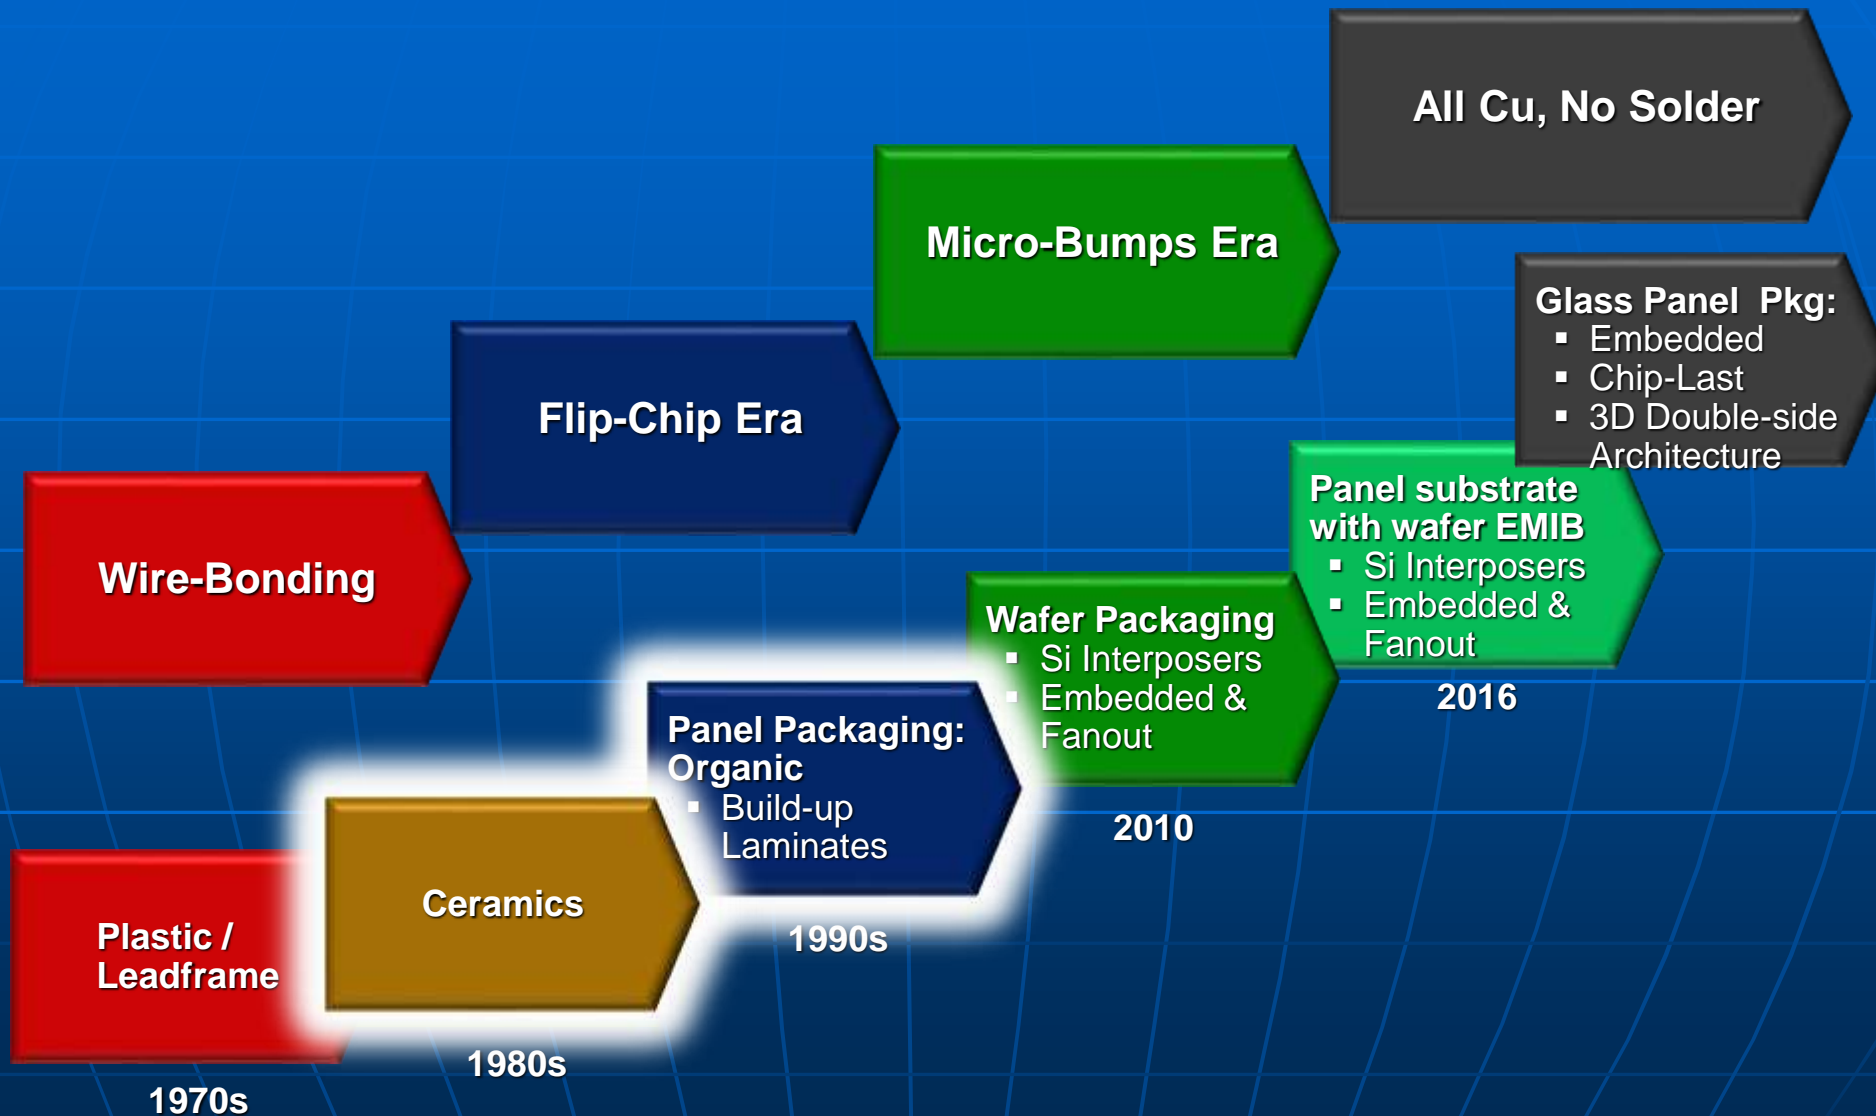 All Cu, No Solder
Micro-Bumps Era
Flip-Chip Era
Wire-Bonding
Glass Panel  Pkg:
▪ Embedded
▪ Chip-Last
▪ 3D Double-side
Architecture
Panel substrate
with wafer EMIB
▪ Si Interposers
▪ Embedded &
Fanout
2016
Wafer Packaging
▪ Si Interposers
▪ Embedded &
Fanout
2010
Panel Packaging:
Organic
▪ Build-up
Laminates
1990s
Ceramics
1980s
Plastic /
Leadframe
1970s